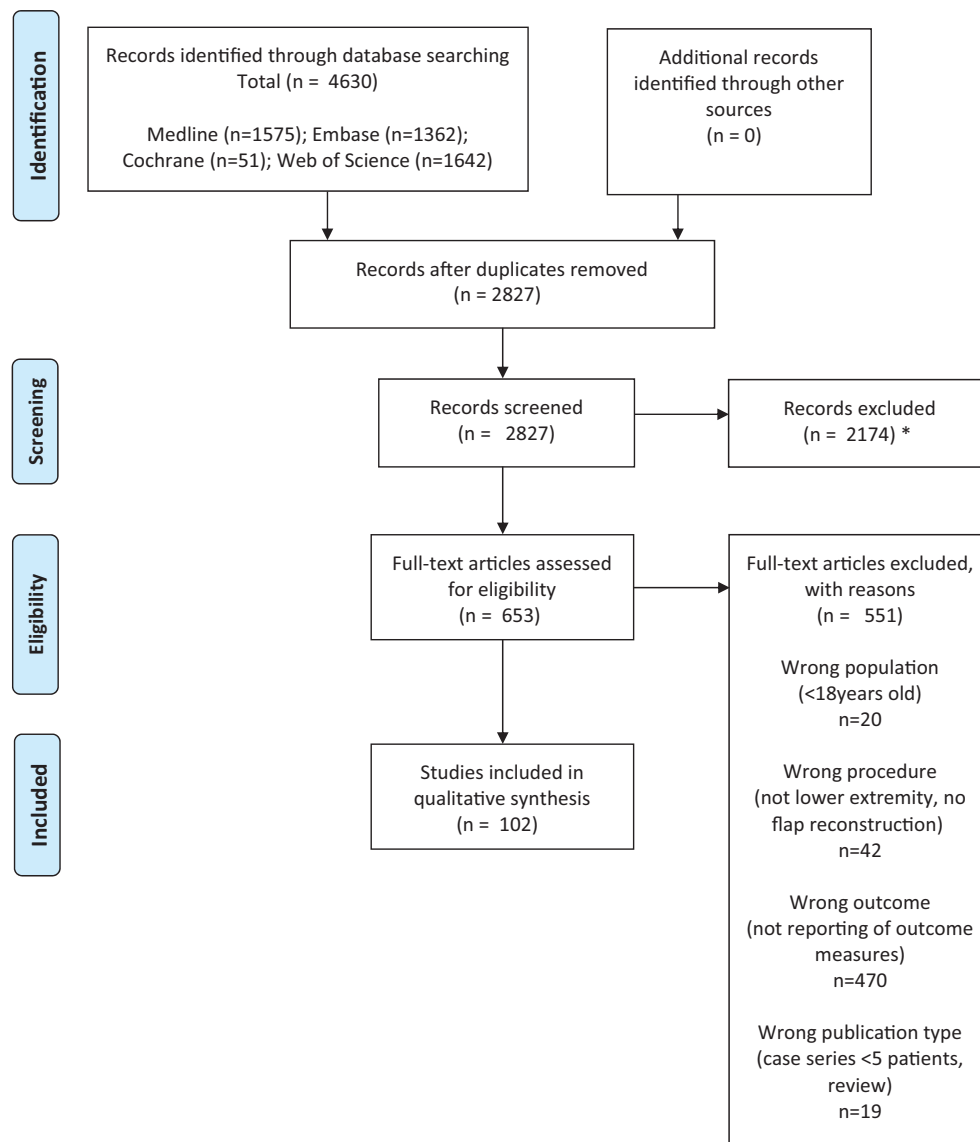 Identification
Records identified through database searching
Total (n = 4630)
Medline (n=1575); Embase (n=1362);
Cochrane (n=51); Web of Science (n=1642)
Additional records
identified through other
sources
(n = 0)
Records after duplicates removed
(n = 2827)
Screening
Records screened
(n = 2827)
Records excluded
(n = 2174) *
Eligibility
Full-text articles assessed
for eligibility
(n = 653)
Full-text articles excluded,
with reasons
(n = 551)
Wrong population
(<18years old)
n=20
Wrong procedure
(not lower extremity, no
flap reconstruction)
n=42
Wrong outcome
(not reporting of outcome
measures)
n=470
Wrong publication type
(case series <5 patients,
review)
n=19
Included
Studies included in
qualitative synthesis
(n = 102)